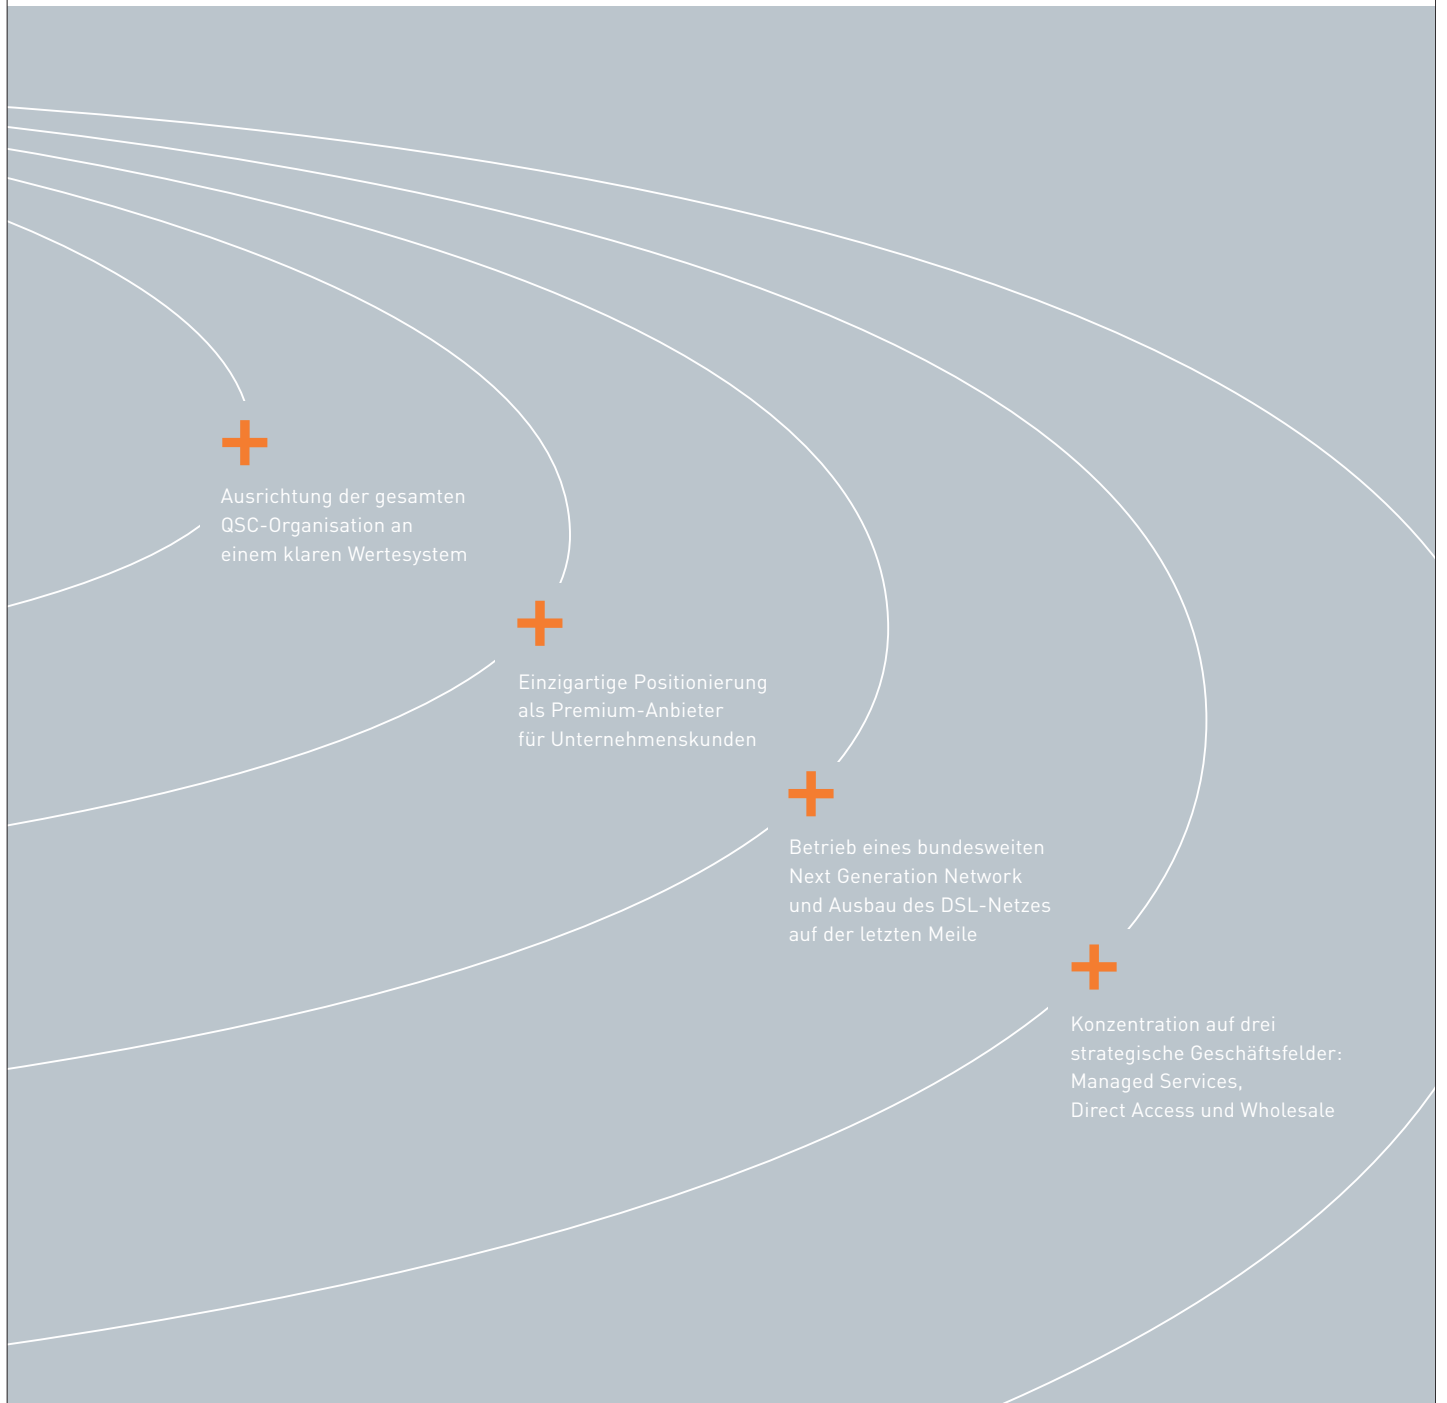 Ausrichtung der gesamten
QSC-Organisation an
einem klaren Wertesystem
Einzigartige Positionierung
als Premium-Anbieter
für Unternehmenskunden
Betrieb eines bundesweiten
Next Generation Network
und Ausbau des DSL-Netzes
auf der letzten Meile
Konzentration auf drei
strategische Geschäftsfelder:
Managed Services,
Direct Access und Wholesale